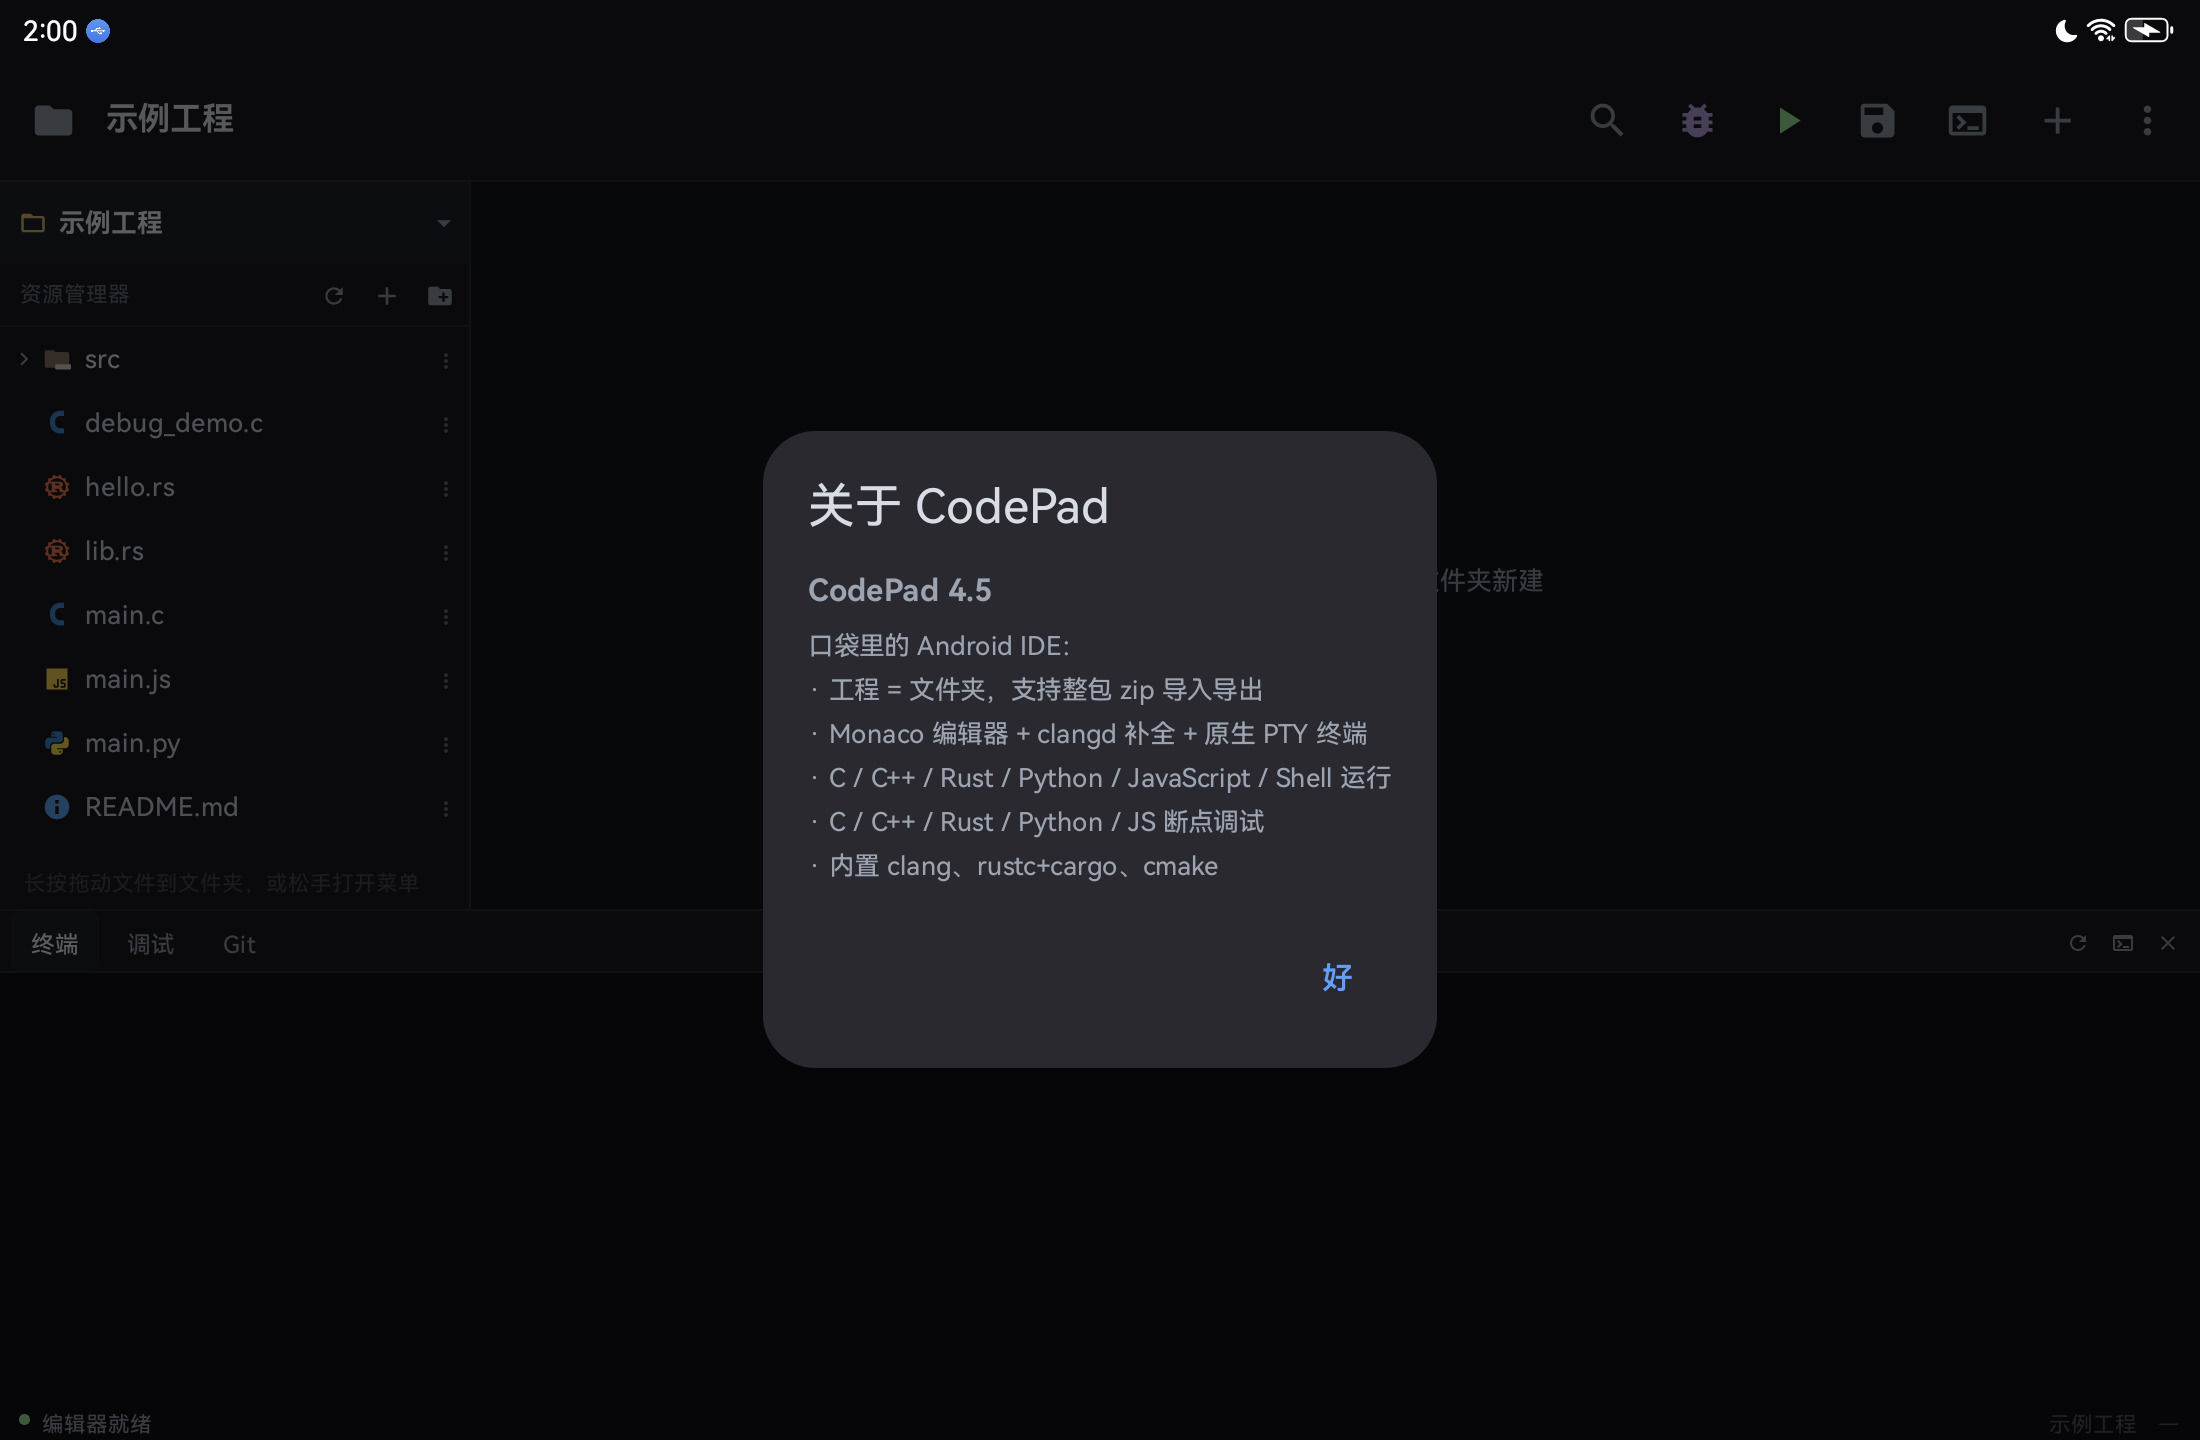 2:00
示例工程
示例工程
资源管理器
src
debug_demo.c
hello.rs
lib.rs
main.c
main.js
main.py
README.md
长按拖动文件到文件夹，或松手打开菜单
件夹新建
关于 CodePad
CodePad 4.5
口袋里的 Android IDE：
· 工程 = 文件夹，支持整包 zip 导入导出
· Monaco 编辑器 + clangd 补全 + 原生 PTY 终端
· C / C++ / Rust / Python / JavaScript / Shell 运行
· C / C++ / Rust / Python / JS 断点调试
· 内置 clang、rustc+cargo、cmake
好
终端 调试 Git
编辑器就绪
示例工程 —